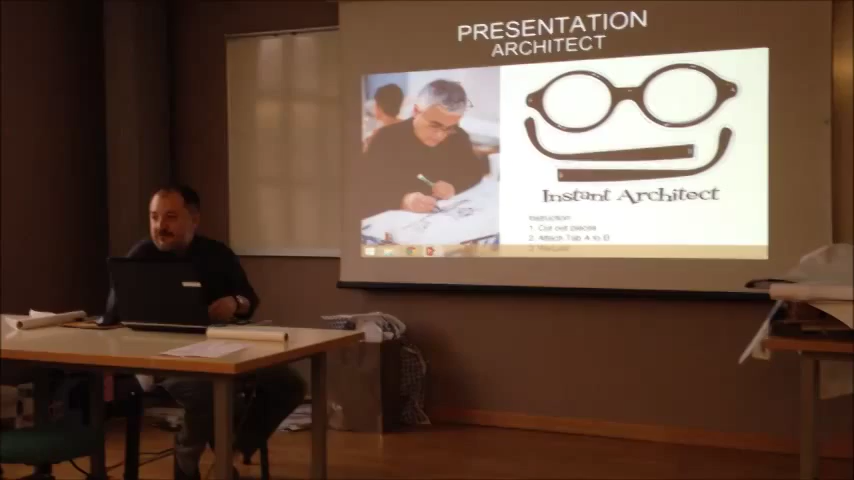 PRESENTATION
ARCHITECT
Instant Architect
Instruction
1. Cut out pieces
2. Attach Tab A to B